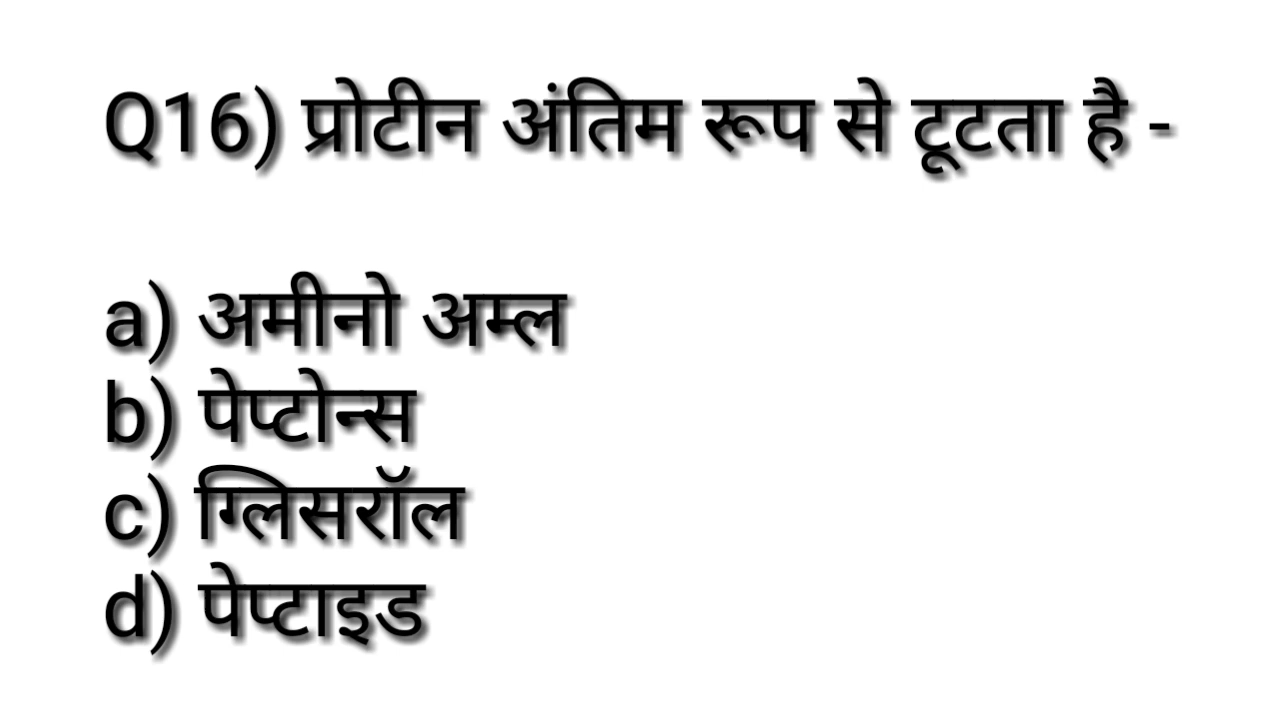 Q16) प्रोटीन अंतिम रूप से टूटता है -
a) अमीनो अम्ल
b) पेप्टोन्स
c) ग्लिसरॉल
d) पेप्टाइड